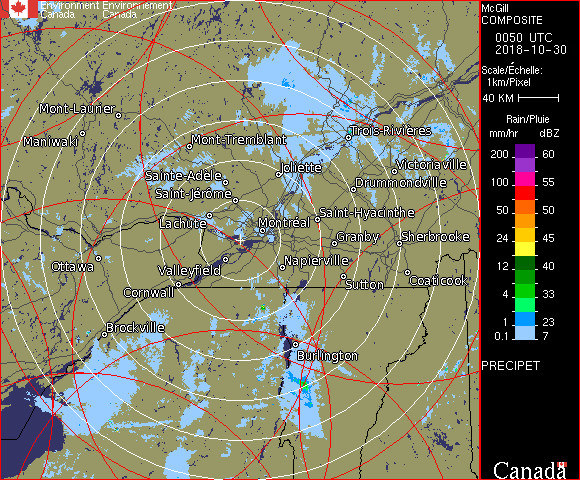 Environment Environnement
Canada Canada
McGill
COMPOSITE
0050 UTC
2018-10-30
Scale/Échelle:
1km/Pixel
40 KM
Rain/Pluie
mm/hr dBZ
200 60
100 55
50 50
24 45
12 40
4 33
1 23
0.1 7
PRECIPET
Canada
Mont-Laurier
Maniwaki
Mont-Tremblant
Trois-Rivières
Joliette
Victoriaville
Sainte-Adèle
Drummondville
Saint-Jérôme
Saint-Hyacinthe
Lachute
Montréal
Granby
Sherbrooke
Ottawa
Valleyfield
Napierville
Sutton
Coaticook
Cornwall
Brockville
Burlington